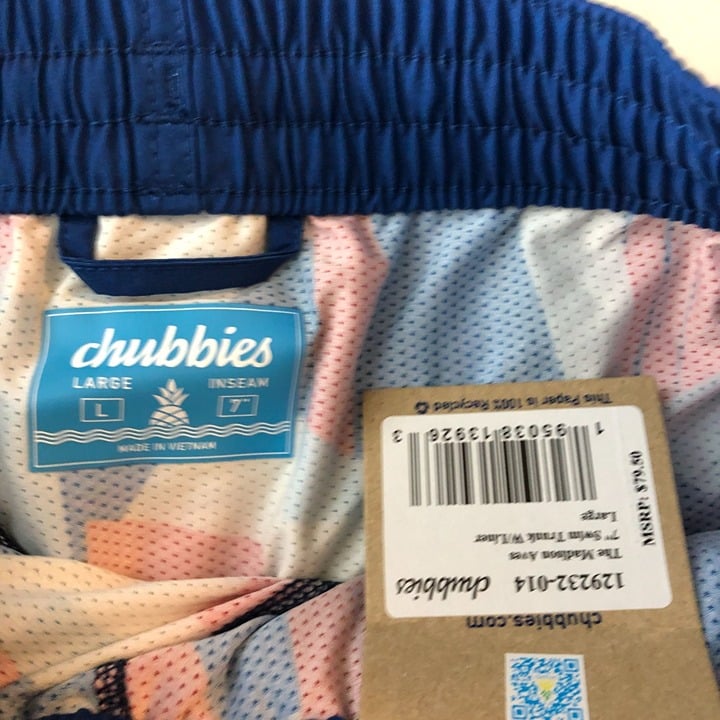 chubbies
LARGE INSEAM
L 7"
MADE IN VIETNAM
chubbies.com
129232-014 chubbies
The Madison Aves
7" Swim Trunk W/Liner
Large
1 95038 13926 3
MSRP: $79.50
This Paper is 100% Recycled